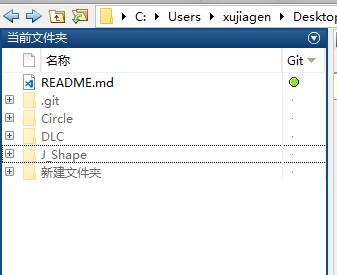 C: Users xujiagen Desktop
当前文件夹
名称 Git
README.md
.git
Circle
DLC
J_Shape
新建文件夹